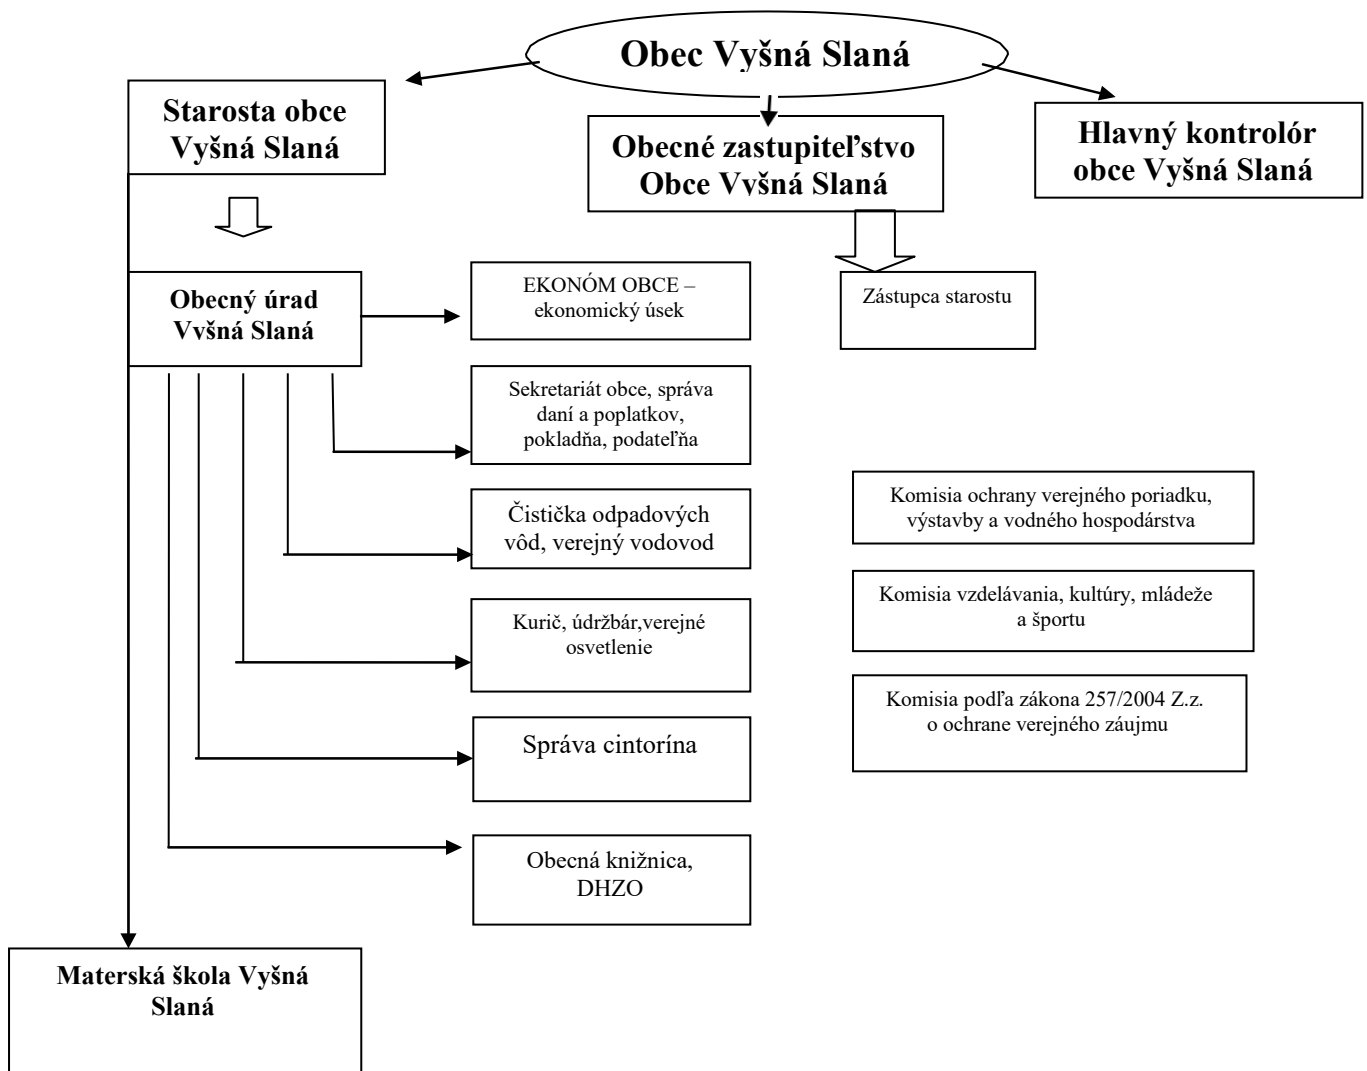 Obec Vyšná Slaná
Starosta obce
Vyšná Slaná
Obecné zastupiteľstvo
Obce Vyšná Slaná
Hlavný kontrolór
obce Vyšná Slaná
Obecný úrad
Vyšná Slaná
EKONÓM OBCE –
ekonomický úsek
Zástupca starostu
Sekretariát obce, správa
daní a poplatkov,
pokladňa, podateľňa
Čistička odpadových
vôd, verejný vodovod
Komisia ochrany verejného poriadku,
výstavby a vodného hospodárstva
Komisia vzdelávania, kultúry, mládeže
a športu
Kurič, údržbár,verejné
osvetlenie
Komisia podľa zákona 257/2004 Z.z.
o ochrane verejného záujmu
Správa cintorína
Obecná knižnica,
DHZO
Materská škola Vyšná
Slaná